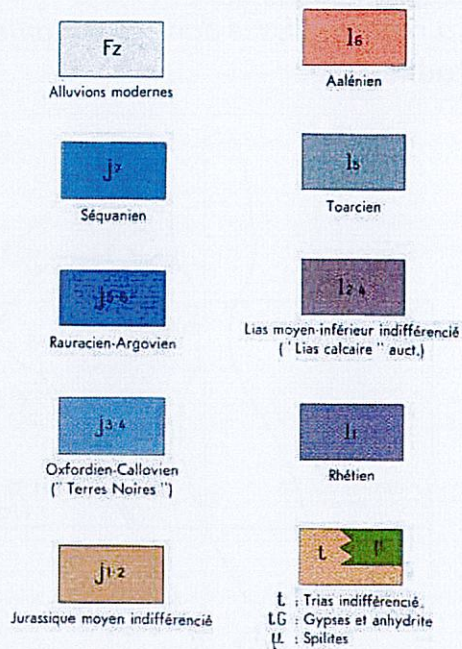 Fz
Alluvions modernes
j7
Séquanien
j5-6
Rauracien-Argovien
j3-4
Oxfordien-Callovien
(" Terres Noires ")
j1-2
Jurassique moyen indifférencié
l6
Aalénien
l5
Toarcien
l2-4
Lias moyen-inférieur indifférencié
( " Lias calcaire " auct.)
l1
Rhétien
t µ
t : Trias indifférencié
tG : Gypses et anhydrite
µ : Spilites